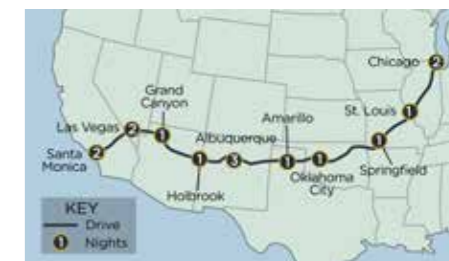 Chicago
2
Grand
Canyon
St. Louis
1
Amarillo
Las Vegas
2
1
Albuquerque
1
Santa
Monica
2
1
3
1
1
Oklahoma
City
Springfield
Holbrook
KEY
Drive
1 Nights